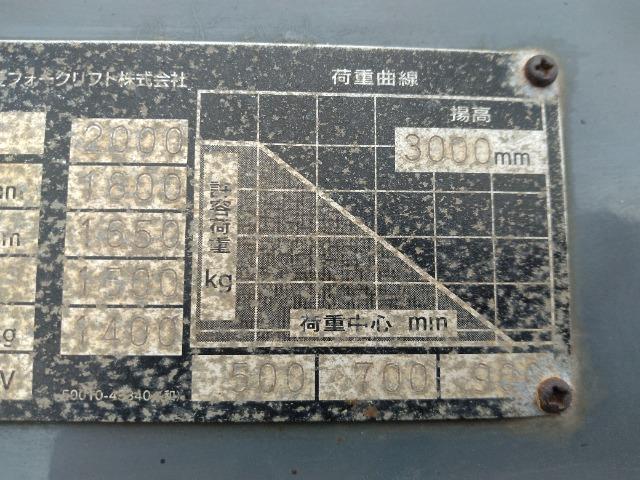 フォークリフト株式会社
荷重曲線
揚高
3000mm
2000
1800
1650
1500
1400
許容荷重
kg
荷重中心 mm
g
V
500 700